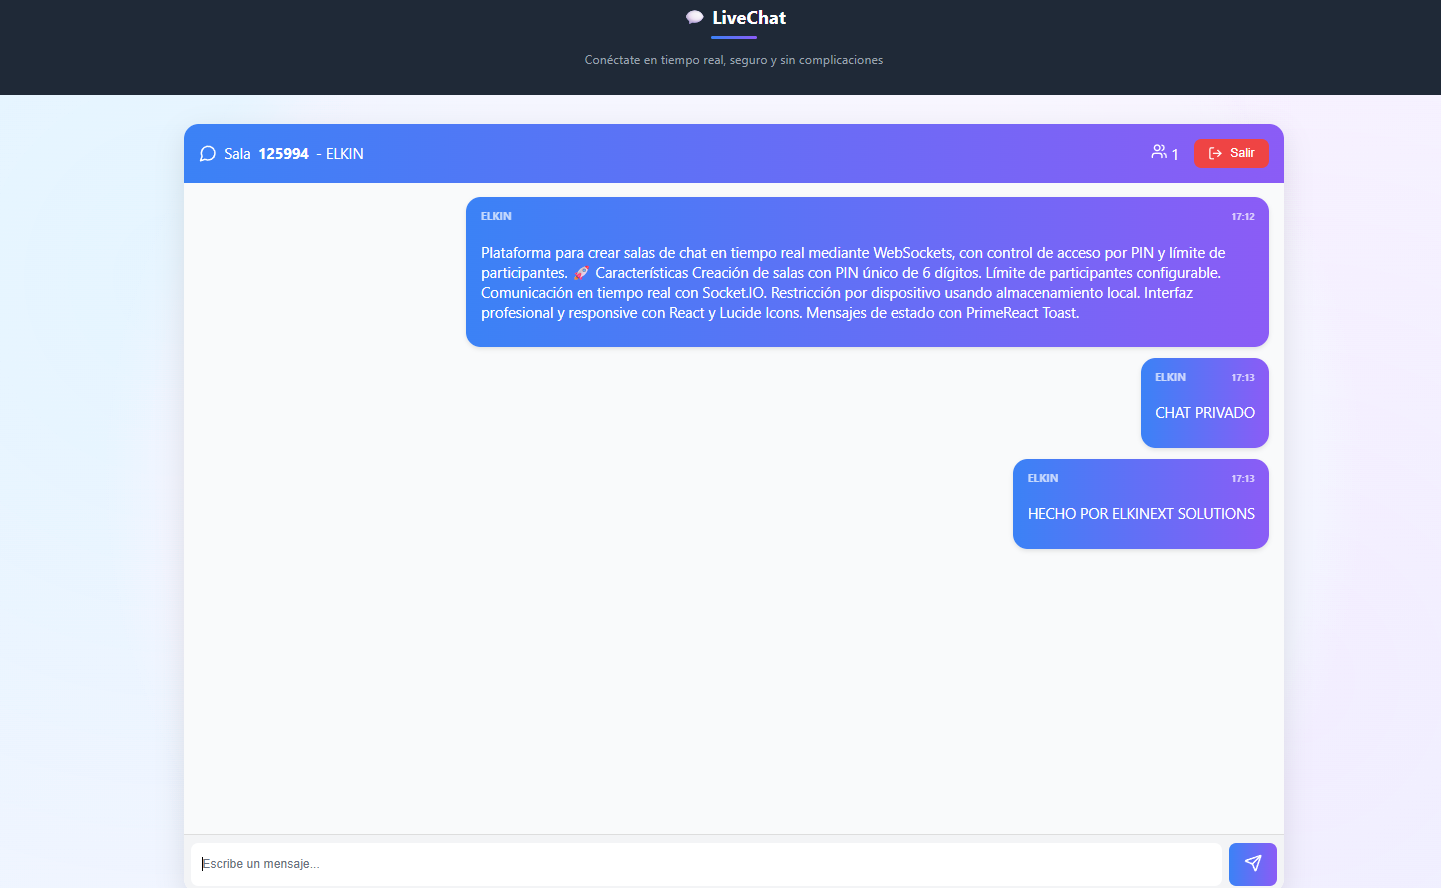 LiveChat
Conéctate en tiempo real, seguro y sin complicaciones
Sala 125994 - ELKIN
1
Salir
ELKIN 17:12
Plataforma para crear salas de chat en tiempo real mediante WebSockets, con control de acceso por PIN y límite de
participantes. 🚀 Características Creación de salas con PIN único de 6 dígitos. Límite de participantes configurable.
Comunicación en tiempo real con Socket.IO. Restricción por dispositivo usando almacenamiento local. Interfaz
profesional y responsive con React y Lucide Icons. Mensajes de estado con PrimeReact Toast.
ELKIN 17:13
CHAT PRIVADO
ELKIN 17:13
HECHO POR ELKINEXT SOLUTIONS
Escribe un mensaje...